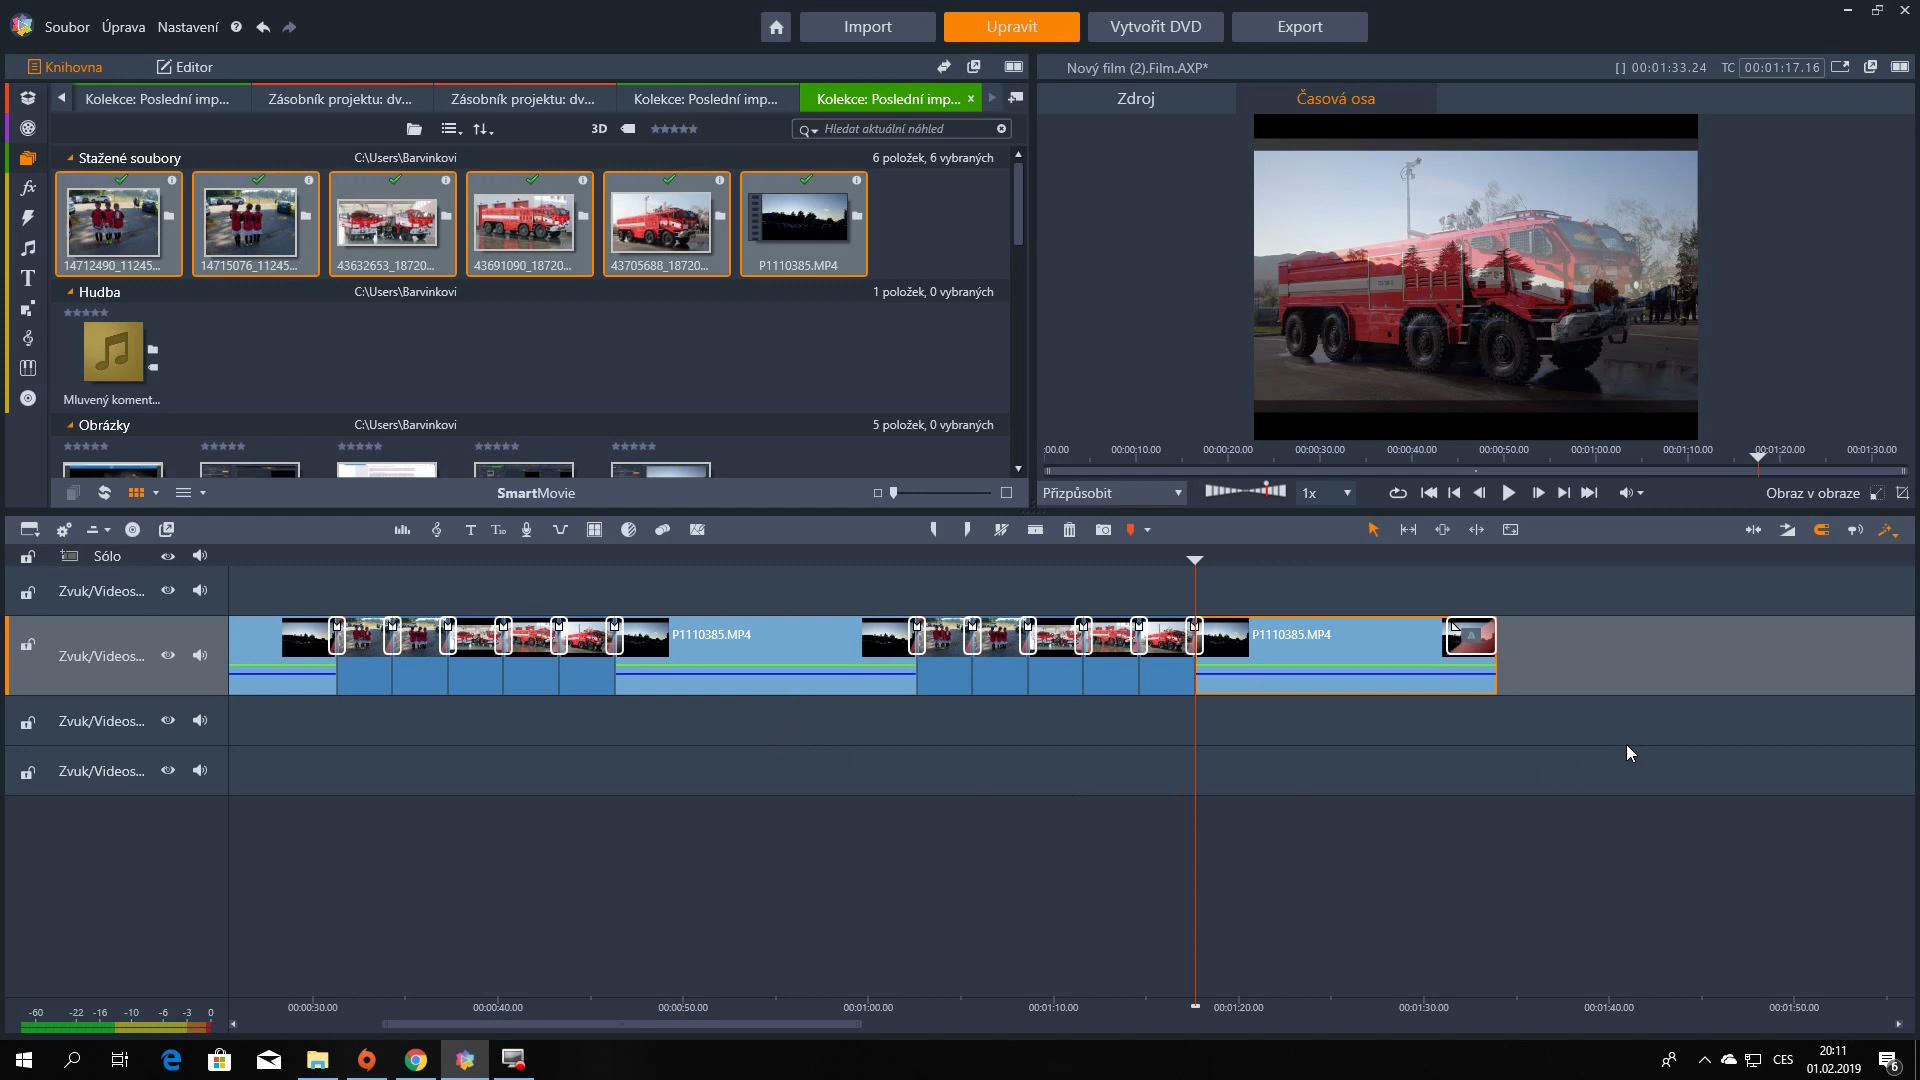 Soubor Úprava Nastavení
Import Upravit Vytvořit DVD Export
Knihovna Editor
Nový film (2).Film.AXP*
[] 00:01:33.24 TC 00:01:17.16
Kolekce: Poslední imp... Zásobník projektu: dv... Zásobník projektu: dv... Kolekce: Poslední imp... Kolekce: Poslední imp... x
Zdroj Časová osa
3D Hledat aktuální náhled
Stažené soubory C:\Users\Barvinkovi 6 položek, 6 vybraných
14712490_11245... 14715076_11245... 43632653_18720... 43691090_18720... 43705688_18720... P1110385.MP4
Hudba C:\Users\Barvinkovi 1 položek, 0 vybraných
Mluvený koment...
Obrázky C:\Users\Barvinkovi 5 položek, 0 vybraných
:00.00 00:00:10.00 00:00:20.00 00:00:30.00 00:00:40.00 00:00:50.00 00:01:00.00 00:01:10.00 00:01:20.00 00:01:30.00
SmartMovie
Přizpůsobit 1x Obraz v obraze
Sólo
Zvuk/Videos...
Zvuk/Videos... P1110385.MP4 P1110385.MP4
Zvuk/Videos...
Zvuk/Videos...
-60 -22 -16 -10 -6 -3 0
00:00:30.00 00:00:40.00 00:00:50.00 00:01:00.00 00:01:10.00 00:01:20.00 00:01:30.00 00:01:40.00 00:01:50.00
CES 20:11
01.02.2019 6